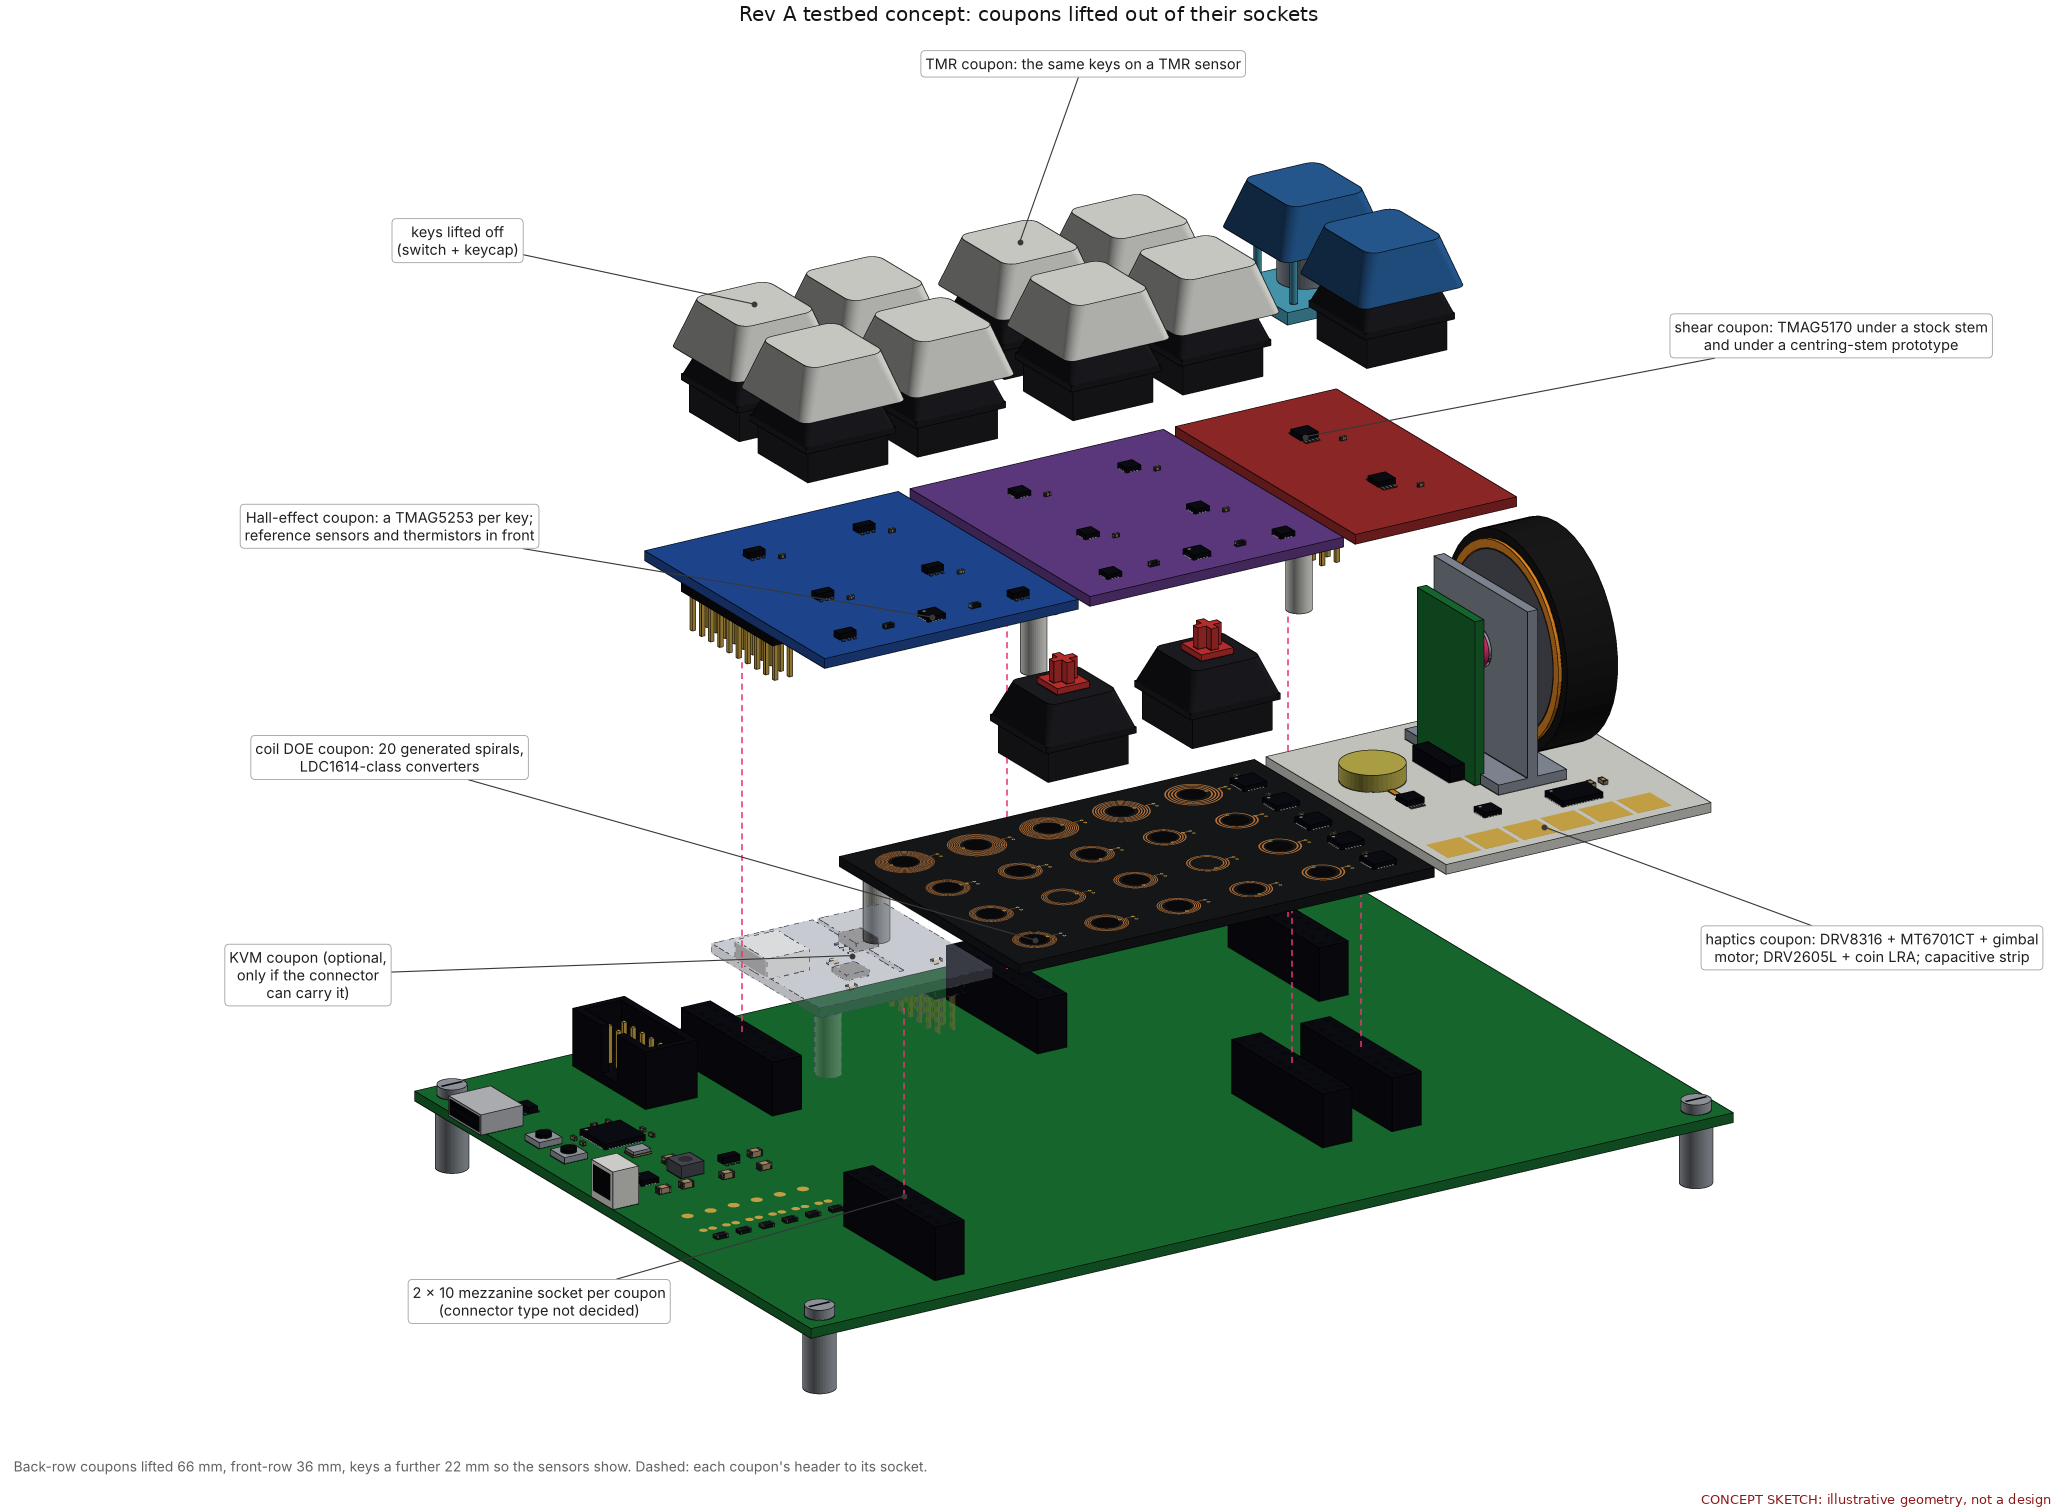 Rev A testbed concept: coupons lifted out of their sockets
TMR coupon: the same keys on a TMR sensor
keys lifted off
(switch + keycap)
shear coupon: TMAG5170 under a stock stem
and under a centring-stem prototype
Hall-effect coupon: a TMAG5253 per key;
reference sensors and thermistors in front
coil DOE coupon: 20 generated spirals,
LDC1614-class converters
KVM coupon (optional,
only if the connector
can carry it)
haptics coupon: DRV8316 + MT6701CT + gimbal
motor; DRV2605L + coin LRA; capacitive strip
2 × 10 mezzanine socket per coupon
(connector type not decided)
Back-row coupons lifted 66 mm, front-row 36 mm, keys a further 22 mm so the sensors show. Dashed: each coupon's header to its socket.
CONCEPT SKETCH: illustrative geometry, not a design